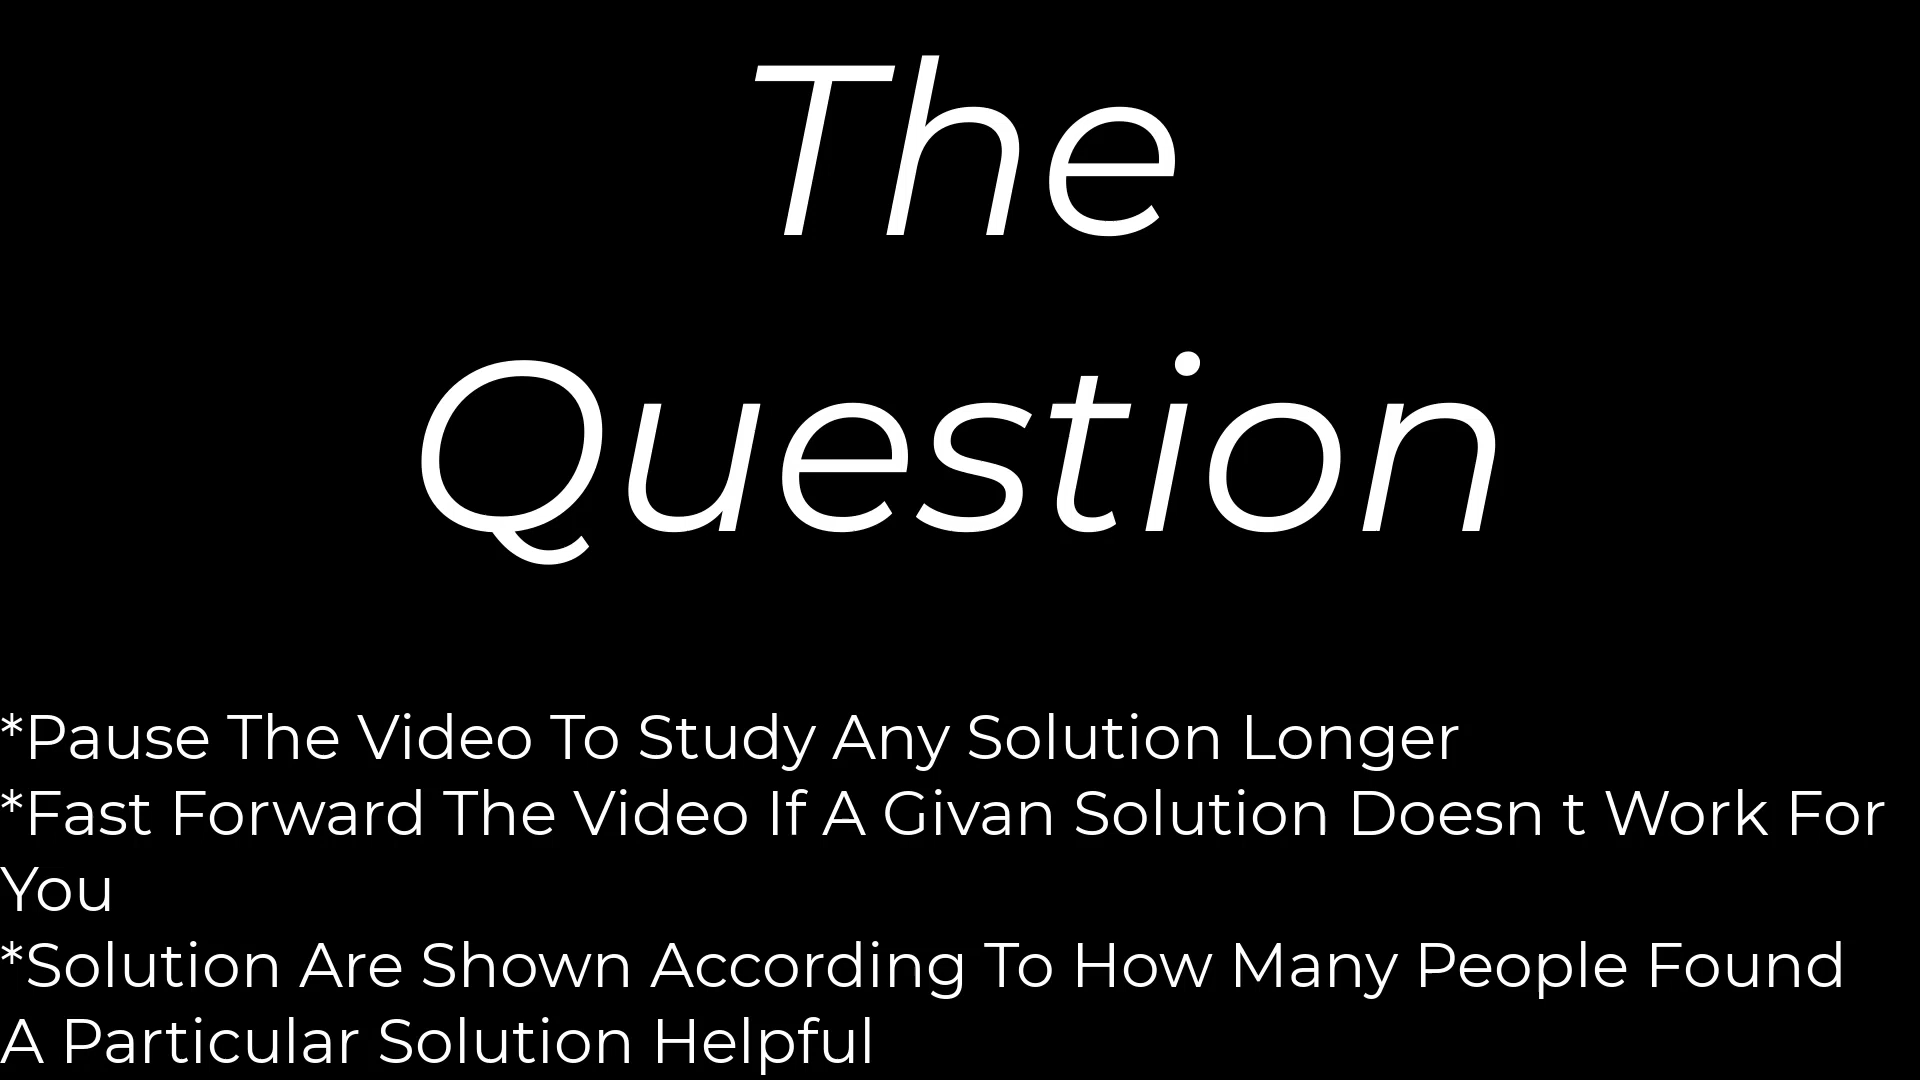 The
Question
*Pause The Video To Study Any Solution Longer
*Fast Forward The Video If A Givan Solution Doesn t Work For
You
*Solution Are Shown According To How Many People Found
A Particular Solution Helpful